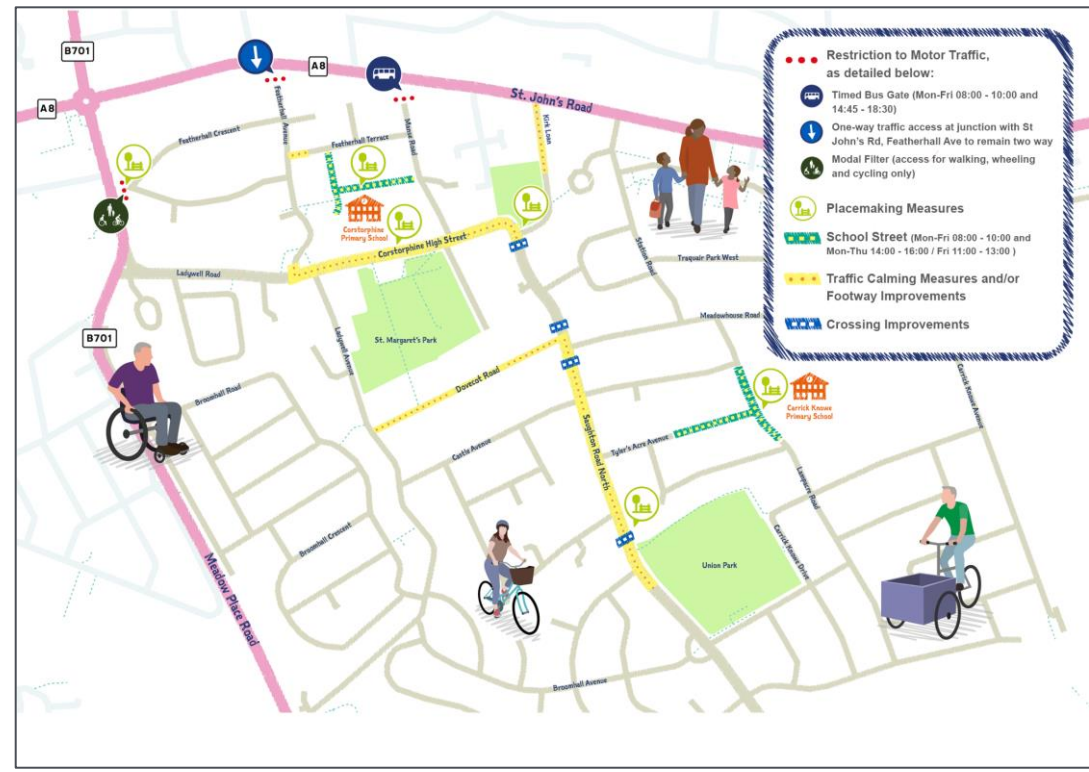 B701
A8
A8
St. John's Road
Restriction to Motor Traffic,
as detailed below:
Timed Bus Gate (Mon-Fri 08:00 - 10:00 and
14:45 - 18:30)
One-way traffic access at junction with St
John's Rd, Featherhall Ave to remain two way
Modal Filter (access for walking, wheeling
and cycling only)
Placemaking Measures
School Street (Mon-Fri 08:00 - 10:00 and
Mon-Thu 14:00 - 16:00 / Fri 11:00 - 13:00 )
Traffic Calming Measures and/or
Footway Improvements
Crossing Improvements
Featherhall Crescent
Featherhall Avenue
Featherhall Terrace
Manse Road
Kirk Loan
Corstorphine
Primary School
Corstorphine High Street
Ladywell Road
Station Road
Traquair Park West
Meadowhouse Road
B701
St. Margaret's Park
Ladywell Avenue
Dovecot Road
Broomhall Road
Carrick Knowe
Primary School
Carrick Knowe Avenue
Castle Avenue
Saughton Road North
Tyler's Acre Avenue
Lampacre Road
Broomhall Crescent
Union Park
Carrick Knowe Drive
Meadow Place Road
Broomhall Avenue